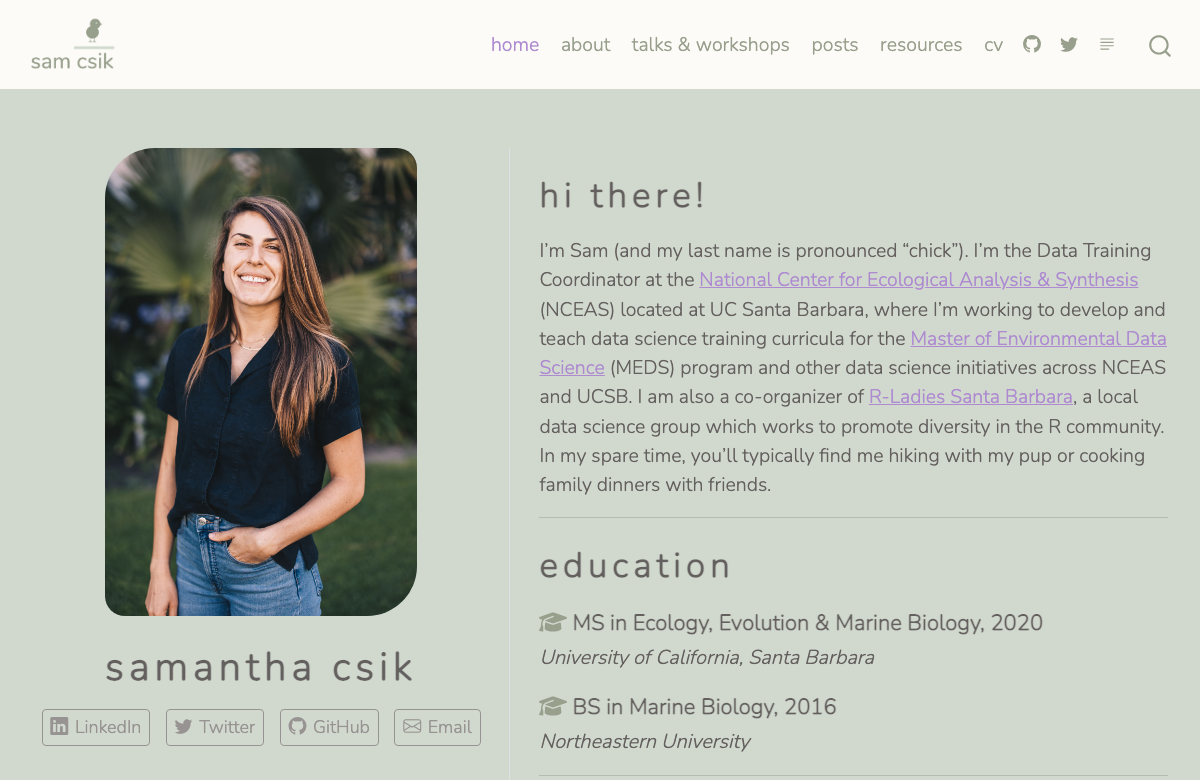 sam csik
home about talks & workshops posts resources cv
samantha csik
LinkedIn Twitter GitHub Email
hi there!
I’m Sam (and my last name is pronounced “chick”). I’m the Data Training
Coordinator at the National Center for Ecological Analysis & Synthesis
(NCEAS) located at UC Santa Barbara, where I’m working to develop and
teach data science training curricula for the Master of Environmental Data
Science (MEDS) program and other data science initiatives across NCEAS
and UCSB. I am also a co-organizer of R-Ladies Santa Barbara, a local
data science group which works to promote diversity in the R community.
In my spare time, you’ll typically find me hiking with my pup or cooking
family dinners with friends.
education
MS in Ecology, Evolution & Marine Biology, 2020
University of California, Santa Barbara
BS in Marine Biology, 2016
Northeastern University